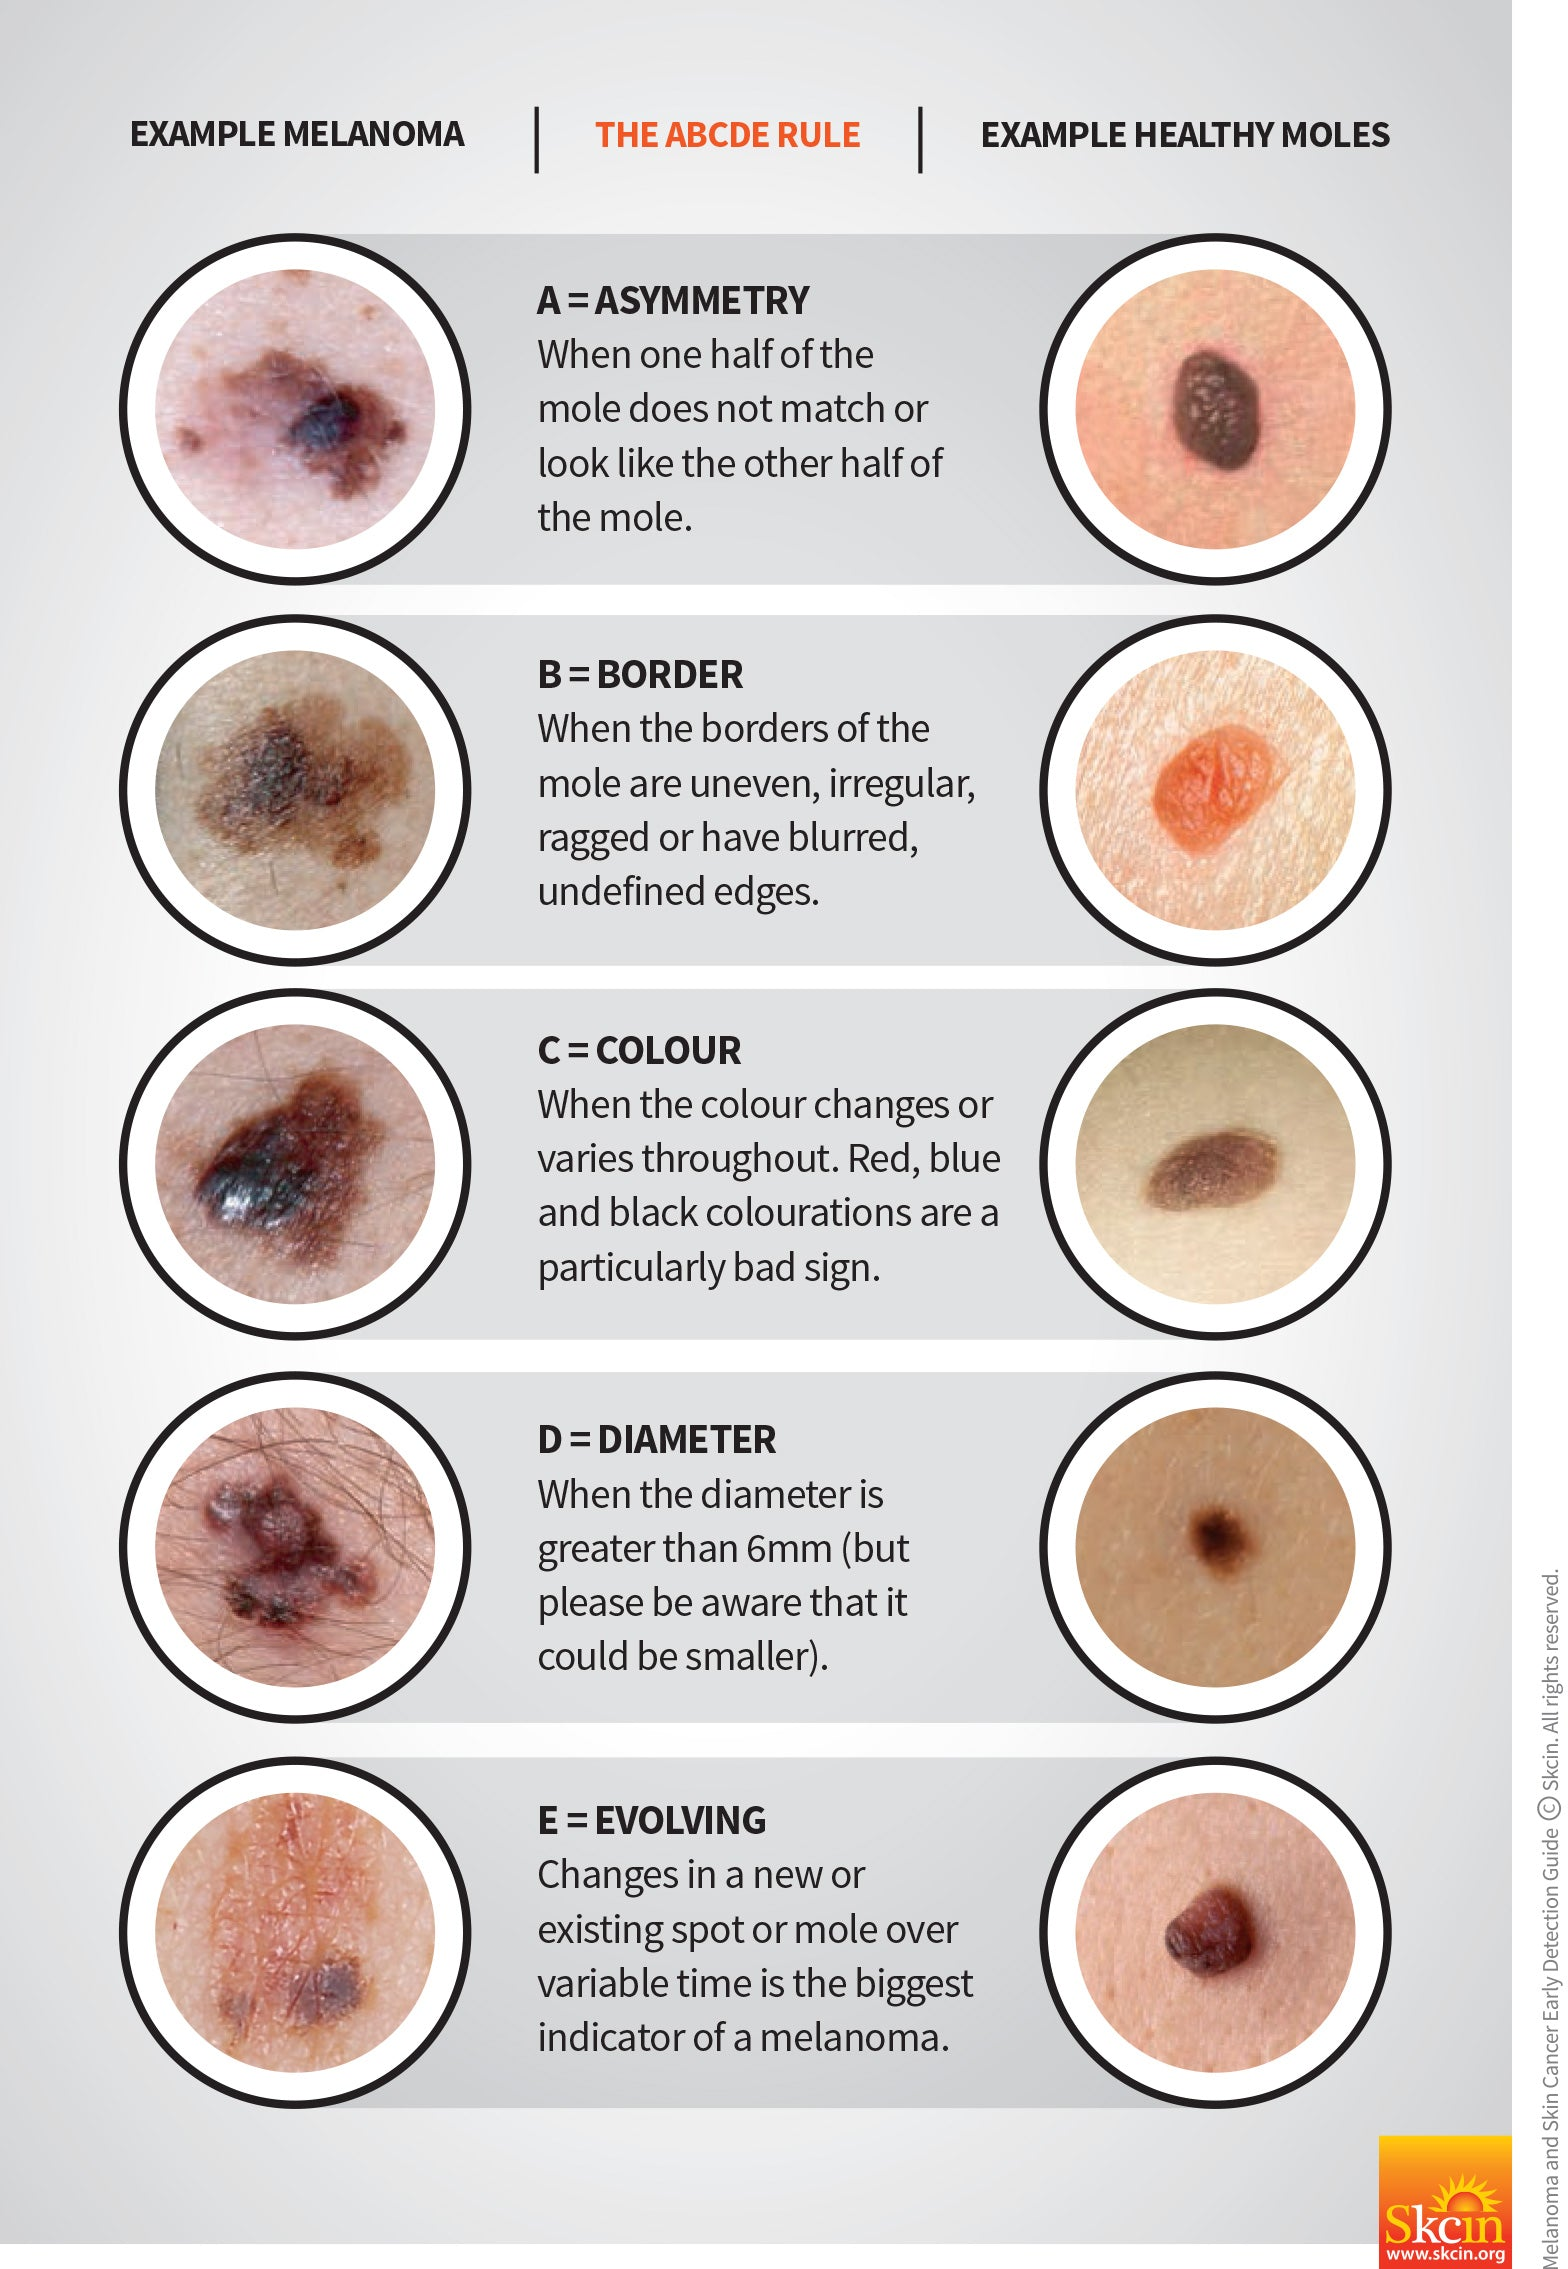 EXAMPLE MELANOMA
THE ABCDE RULE
EXAMPLE HEALTHY MOLES
A = ASYMMETRY
When one half of the
mole does not match or
look like the other half of
the mole.
B = BORDER
When the borders of the
mole are uneven, irregular,
ragged or have blurred,
undefined edges.
C = COLOUR
When the colour changes or
varies throughout. Red, blue
and black colourations are a
particularly bad sign.
D = DIAMETER
When the diameter is
greater than 6mm (but
please be aware that it
could be smaller).
E = EVOLVING
Changes in a new or
existing spot or mole over
variable time is the biggest
indicator of a melanoma.
Skcin
www.skcin.org
Melanoma and Skin Cancer Early Detection Guide © Skcin. All rights reserved.